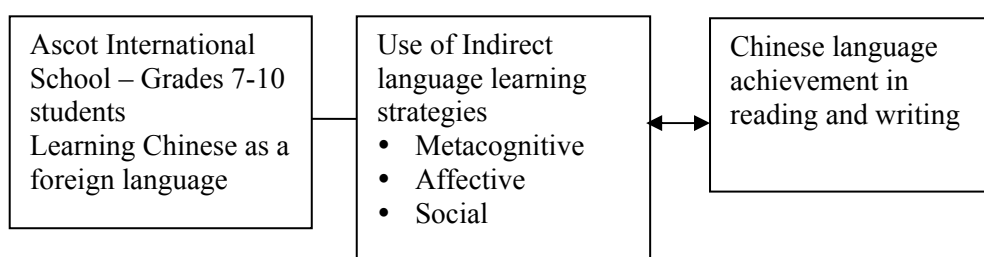 Ascot International
School – Grades 7-10
students
Learning Chinese as a
foreign language
Use of Indirect
language learning
strategies
• Metacognitive
• Affective
• Social
Chinese language
achievement in
reading and writing